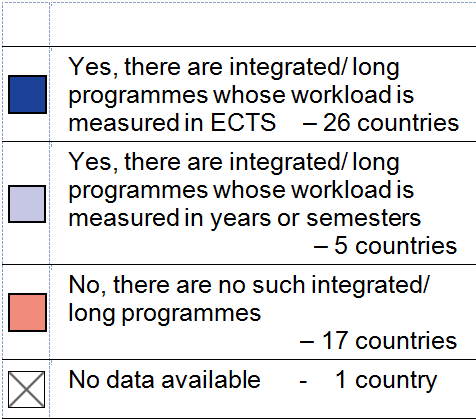 Yes, there are integrated/ long
programmes whose workload is
measured in ECTS – 26 countries
Yes, there are integrated/ long
programmes whose workload is
measured in years or semesters
– 5 countries
No, there are no such integrated/
long programmes
– 17 countries
No data available - 1 country